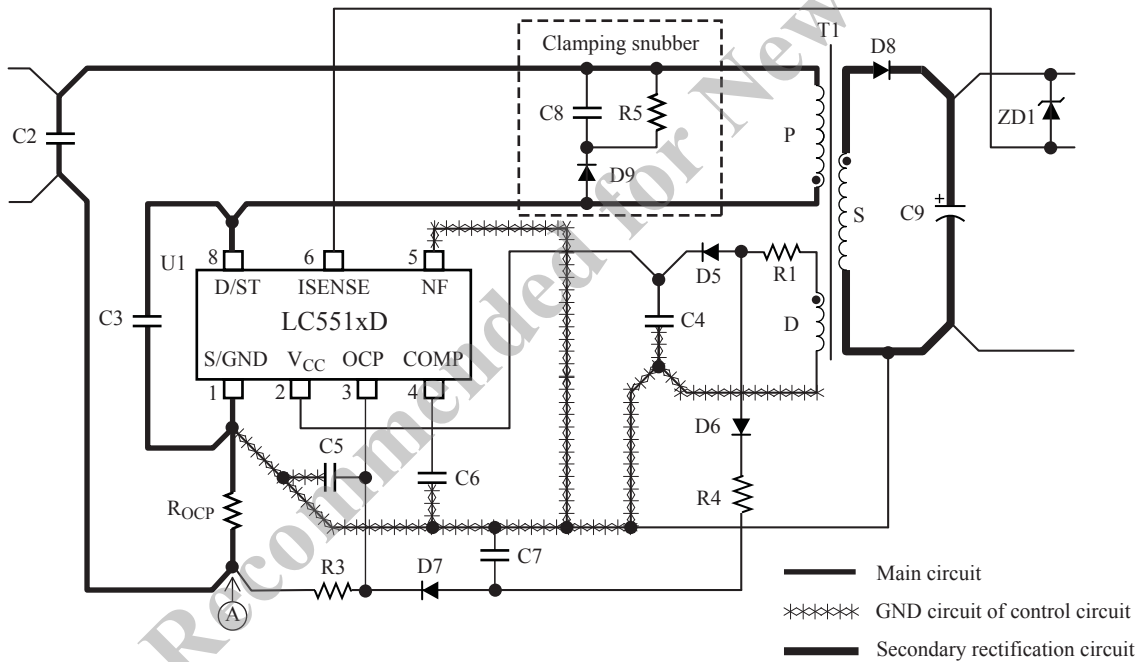 T1
Clamping snubber
D8
C8
R5
C2
P
ZD1
D9
S
C9
U1
8
6
5
D/ST
ISENSE
NF
D5
R1
C3
LC551xD
C4
D
S/GND
VCC
OCP
COMP
1
2
3
4
D6
C5
C6
R4
ROCP
C7
R3
D7
A
Main circuit
GND circuit of control circuit
Secondary rectification circuit
Recommended for New